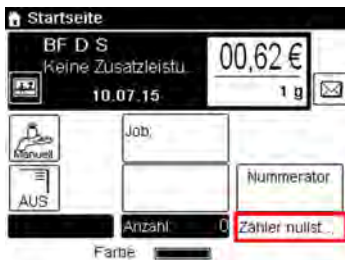 Startseite
BF D S
Keine Zusatzleistu.
00,62 €
10.07.15
1 g
Manuell
Job:
AUS
Nummerator
Anzahl: 0
Zähler nullst...
Farbe